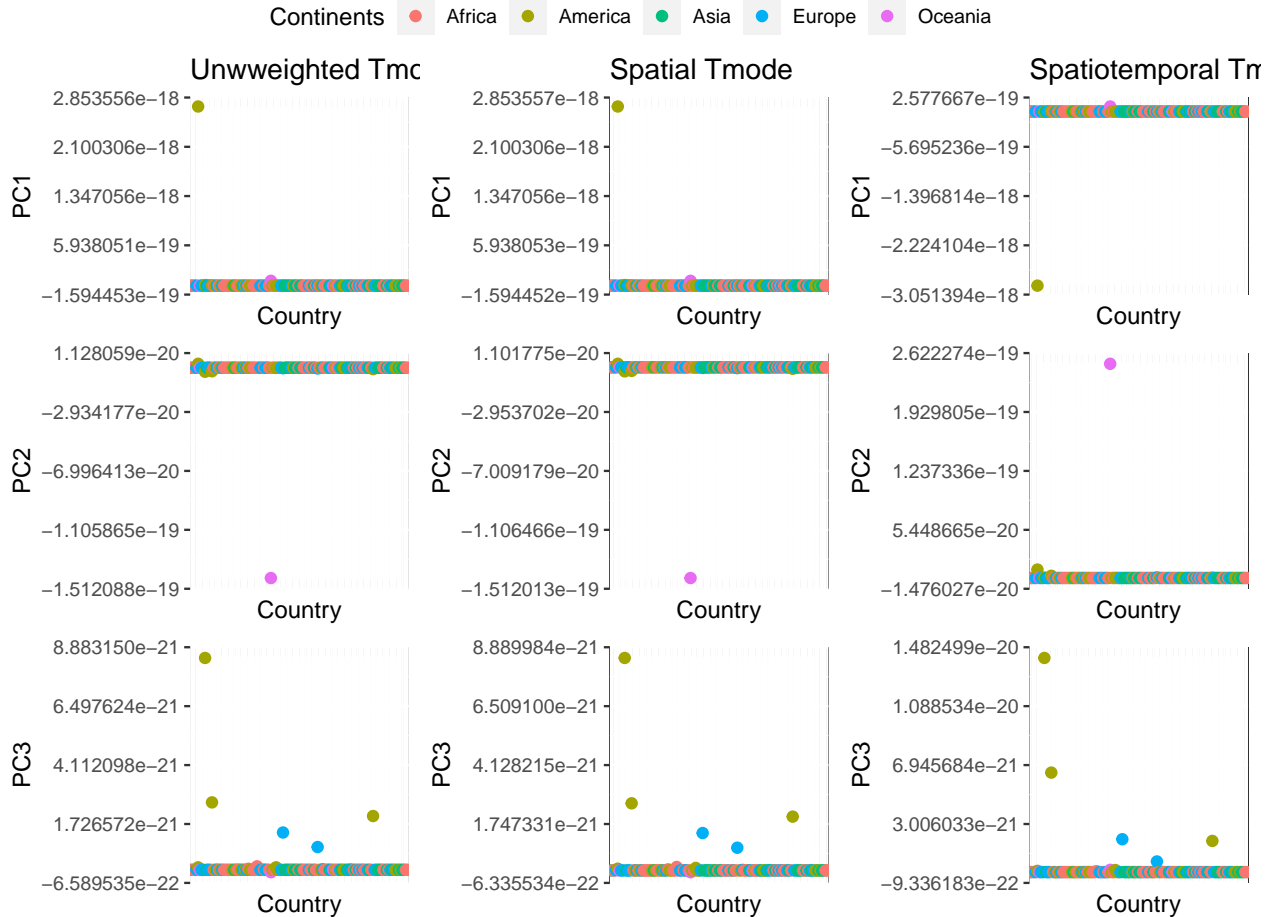 Continents Africa America Asia Europe Oceania
Unwweighted Tmo
Spatial Tmode
Spatiotemporal Tm
2.853556e−18
2.100306e−18
1.347056e−18
5.938051e−19
−1.594453e−19
PC1
Country
2.853557e−18
2.100306e−18
1.347056e−18
5.938053e−19
−1.594452e−19
PC1
Country
2.577667e−19
−5.695236e−19
−1.396814e−18
−2.224104e−18
−3.051394e−18
PC1
Country
1.128059e−20
−2.934177e−20
−6.996413e−20
−1.105865e−19
−1.512088e−19
PC2
Country
1.101775e−20
−2.953702e−20
−7.009179e−20
−1.106466e−19
−1.512013e−19
PC2
Country
2.622274e−19
1.929805e−19
1.237336e−19
5.448665e−20
−1.476027e−20
PC2
Country
8.883150e−21
6.497624e−21
4.112098e−21
1.726572e−21
−6.589535e−22
PC3
Country
8.889984e−21
6.509100e−21
4.128215e−21
1.747331e−21
−6.335534e−22
PC3
Country
1.482499e−20
1.088534e−20
6.945684e−21
3.006033e−21
−9.336183e−22
PC3
Country